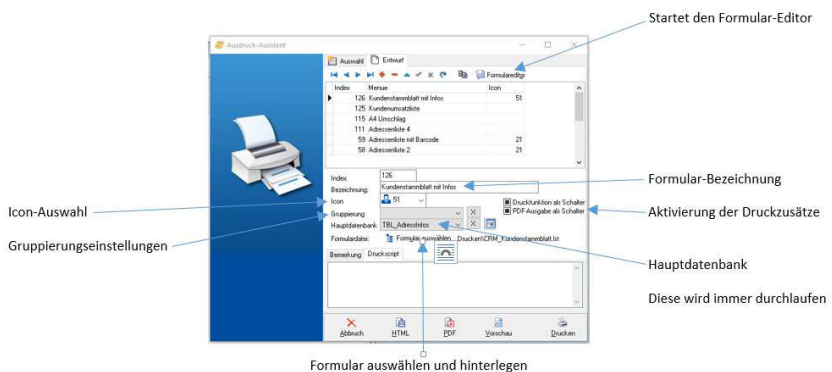 Startet den Formular-Editor
Ausdruck-Assistent
Auswahl Entwurf
Formulareditor
Index Menue Icon
126 Kundenstammblatt mit Infos 51
125 Kundenumsatzliste
115 A4 Umschlag
111 Adressenliste 4
59 Adressenliste mit Barcode 21
58 Adressenliste 2 21
Index: 126
Bezeichnung: Kundenstammblatt mit Infos
Formular-Bezeichnung
Icon 51
Druckfunktion als Schalter
Icon-Auswahl
PDF-Ausgabe als Schalter
Aktivierung der Druckzusätze
Gruppierung
Gruppierungseinstellungen
Hauptdatenbank TBL_AdressInfos
Formulardatei: Formular auswählen Drucken\CRM_Kundenstammblatt.lst
Bemerkung Druckscript
Hauptdatenbank
Diese wird immer durchlaufen
Abbruch HTML PDF Vorschau Drucken
Formular auswählen und hinterlegen